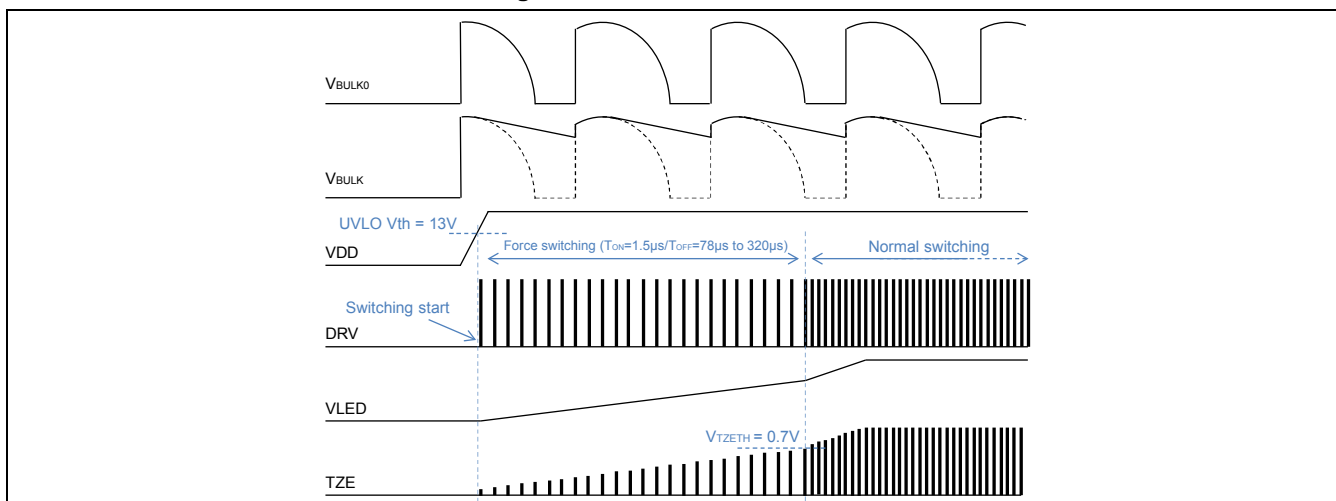 VBULK0
VBULK
UVLO Vth = 13V
VDD
Force switching (TON=1.5µs/TOFF=78µs to 320µs)
Normal switching
Switching start
DRV
VLED
VTZETH = 0.7V
TZE